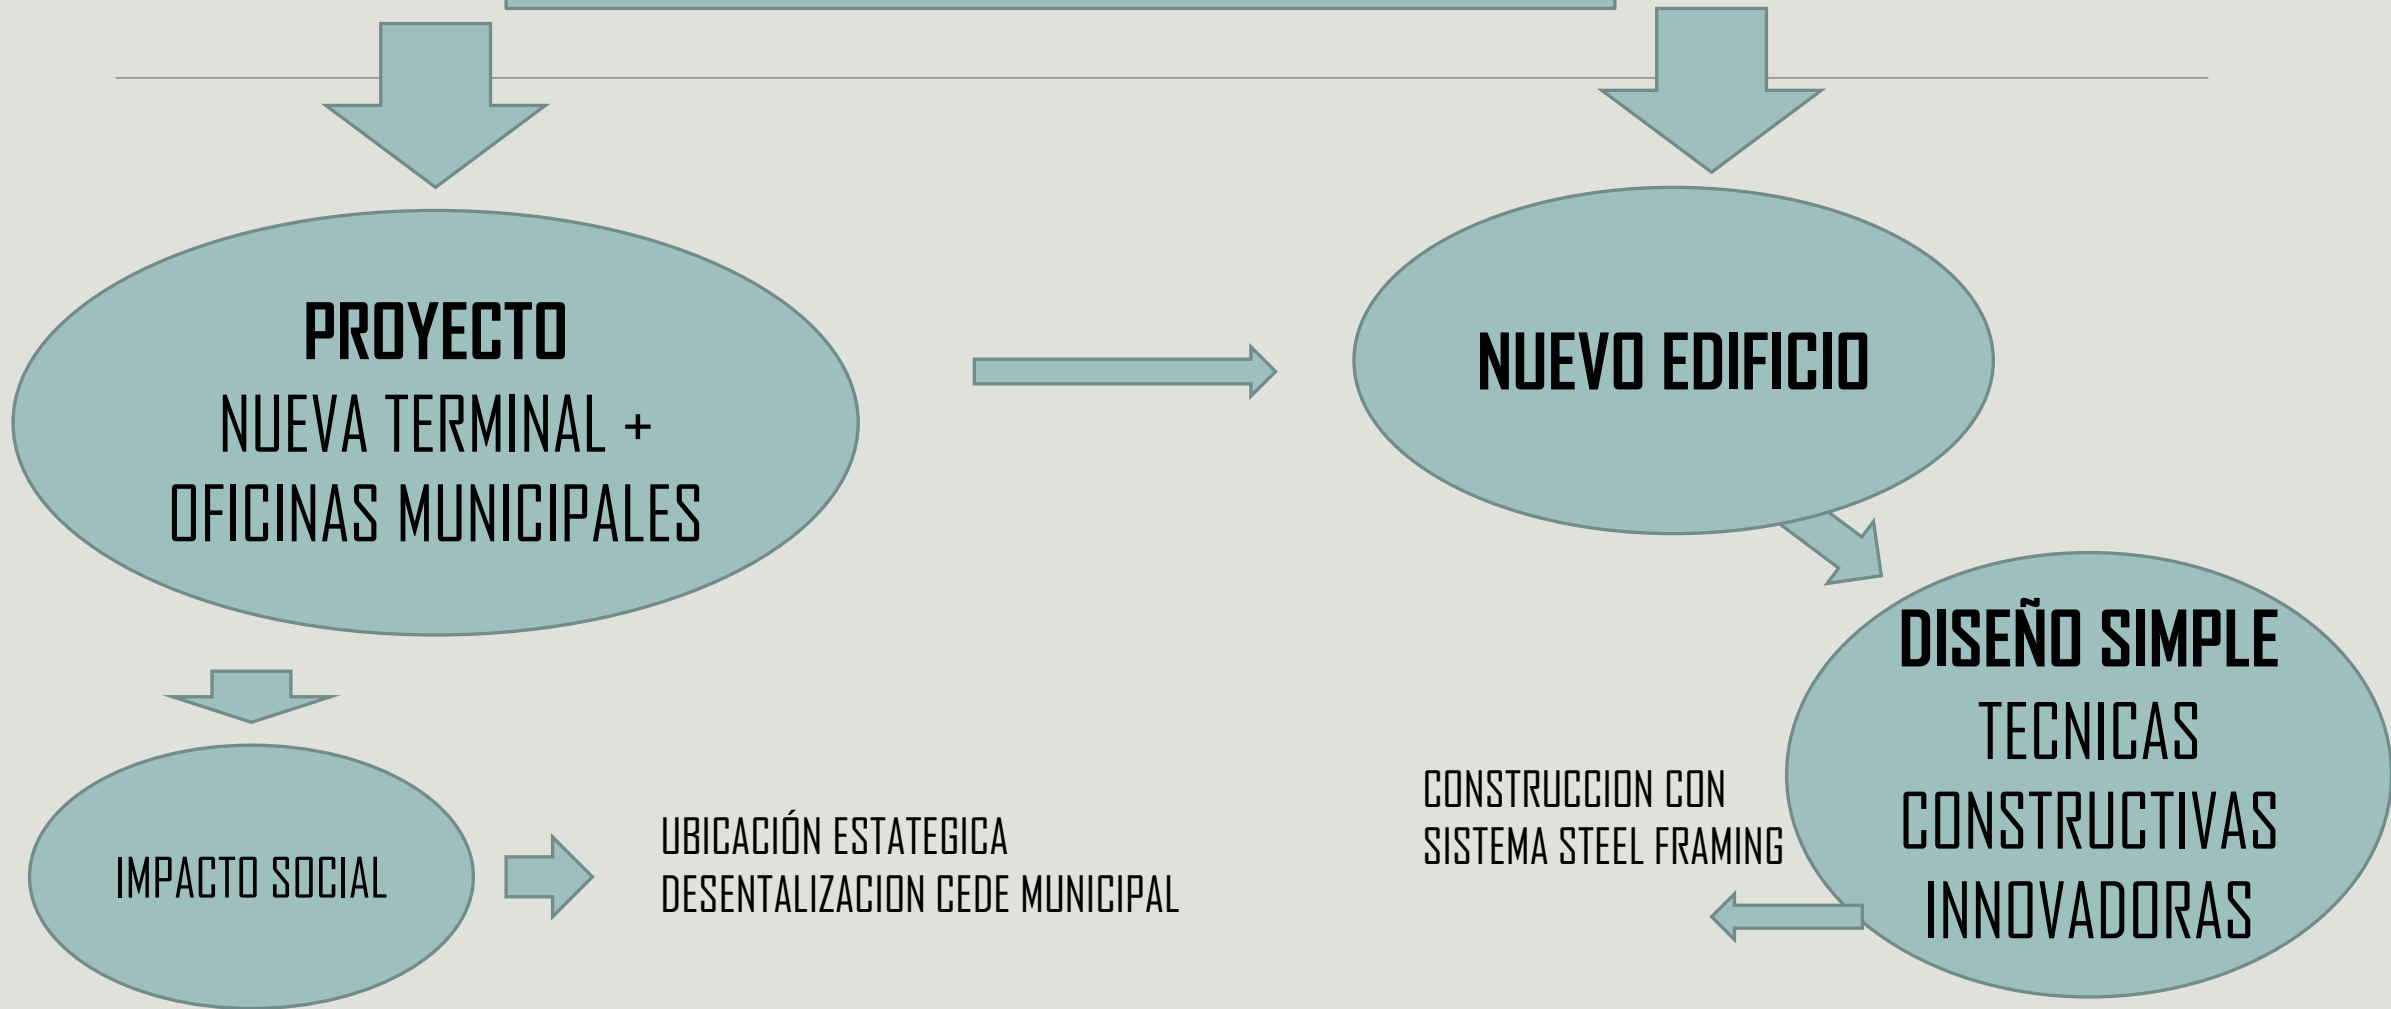 PROYECTO
NUEVA TERMINAL +
OFICINAS MUNICIPALES
NUEVO EDIFICIO
DISEÑO SIMPLE
TECNICAS
CONSTRUCTIVAS
INNOVADORAS
CONSTRUCCION CON
SISTEMA STEEL FRAMING
IMPACTO SOCIAL
UBICACIÓN ESTATEGICA
DESENTALIZACION CEDE MUNICIPAL